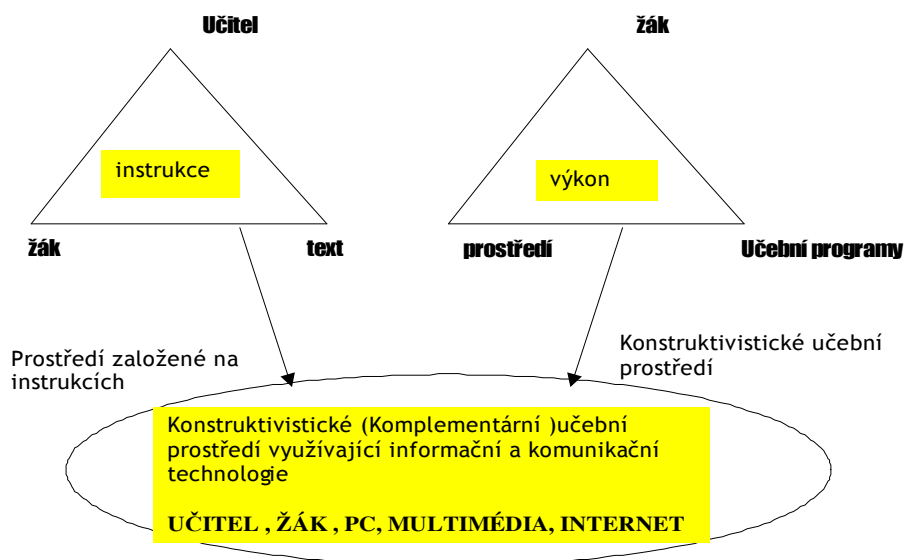 Učitel
žák
instrukce
výkon
žák
text
prostředí
Učební programy
Prostředí založené na
instrukcích
Konstruktivistické učební
prostředí
Konstruktivistické (Komplementární )učební
prostředí využívající informační a komunikační
technologie
UČITEL , ŽÁK , PC, MULTIMÉDIA, INTERNET